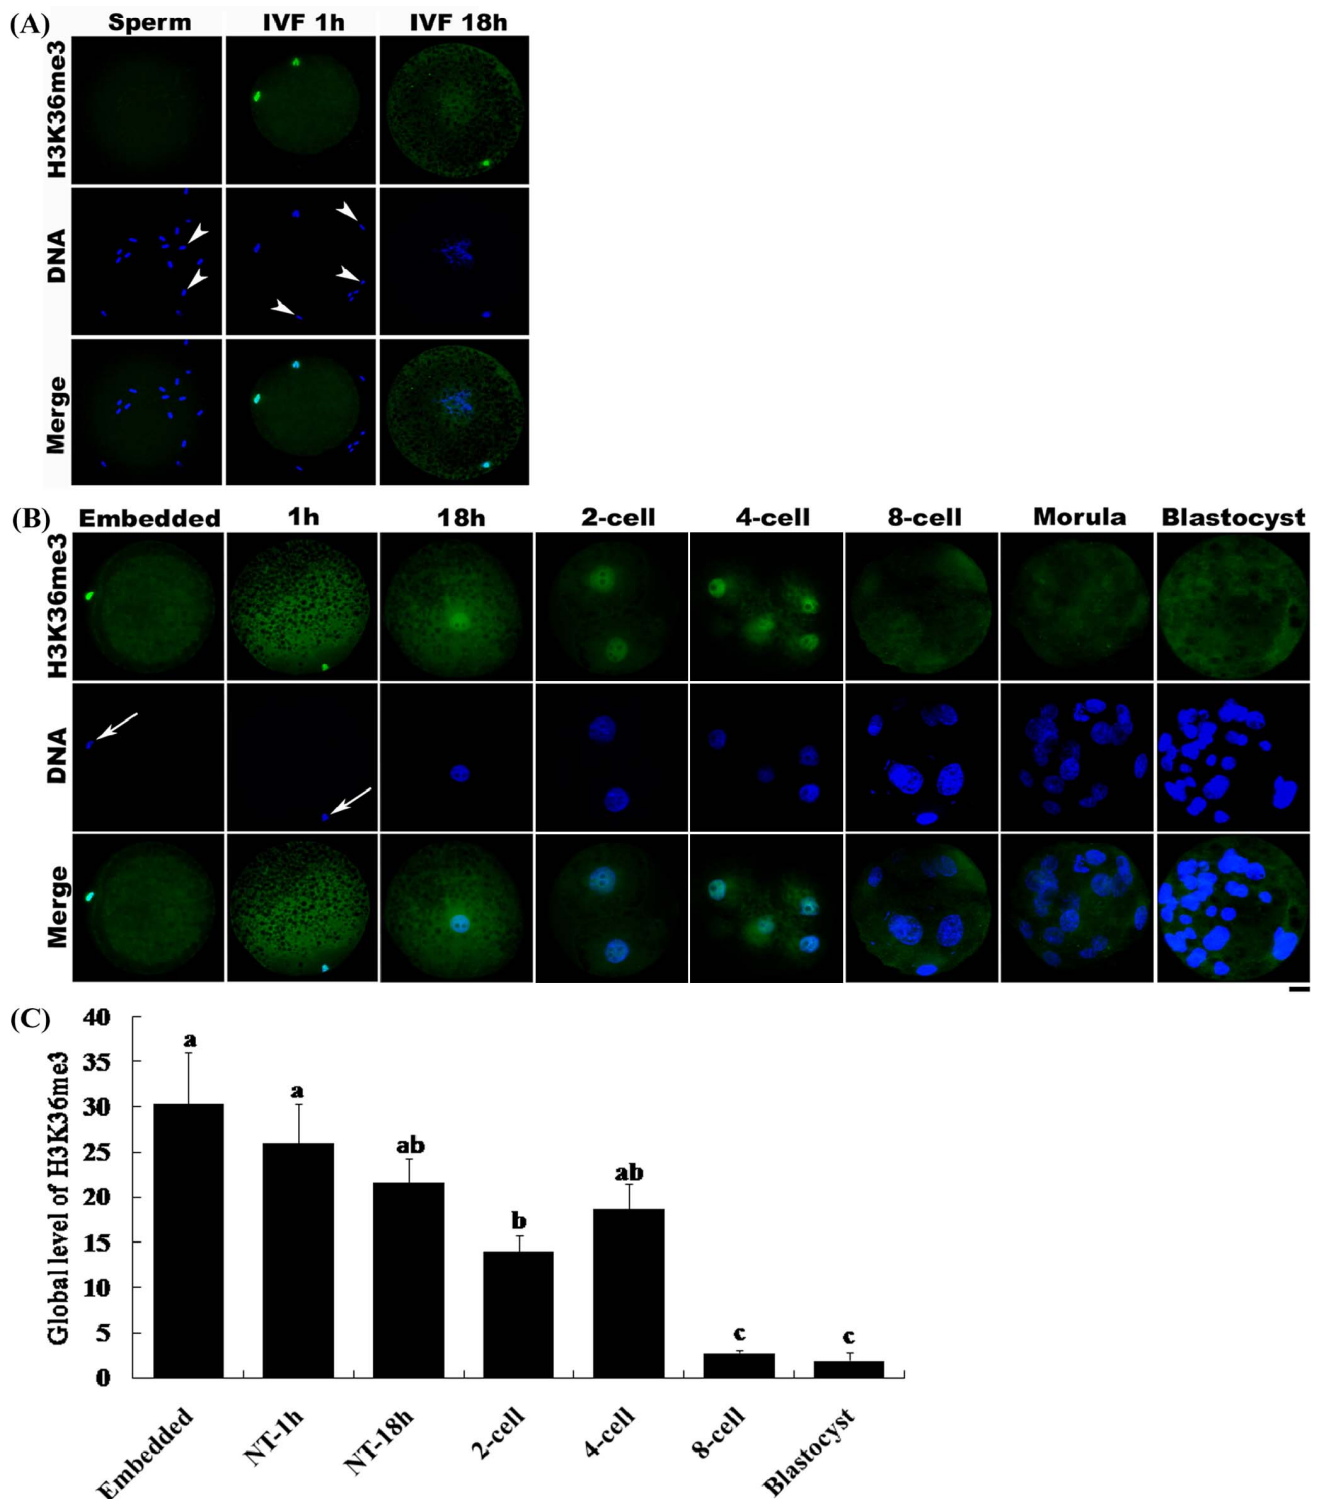 (A)
Sperm IVF 1h IVF 18h
H3K36me3
DNA
Merge
(B)
Embedded 1h 18h 2-cell 4-cell 8-cell Morula Blastocyst
H3K36me3
DNA
Merge
(C)
Global level of H3K36me3
40
35
30
25
20
15
10
5
0
a
a
ab
b
ab
c
c
Embedded
NT-1h
NT-18h
2-cell
4-cell
8-cell
Blastocyst